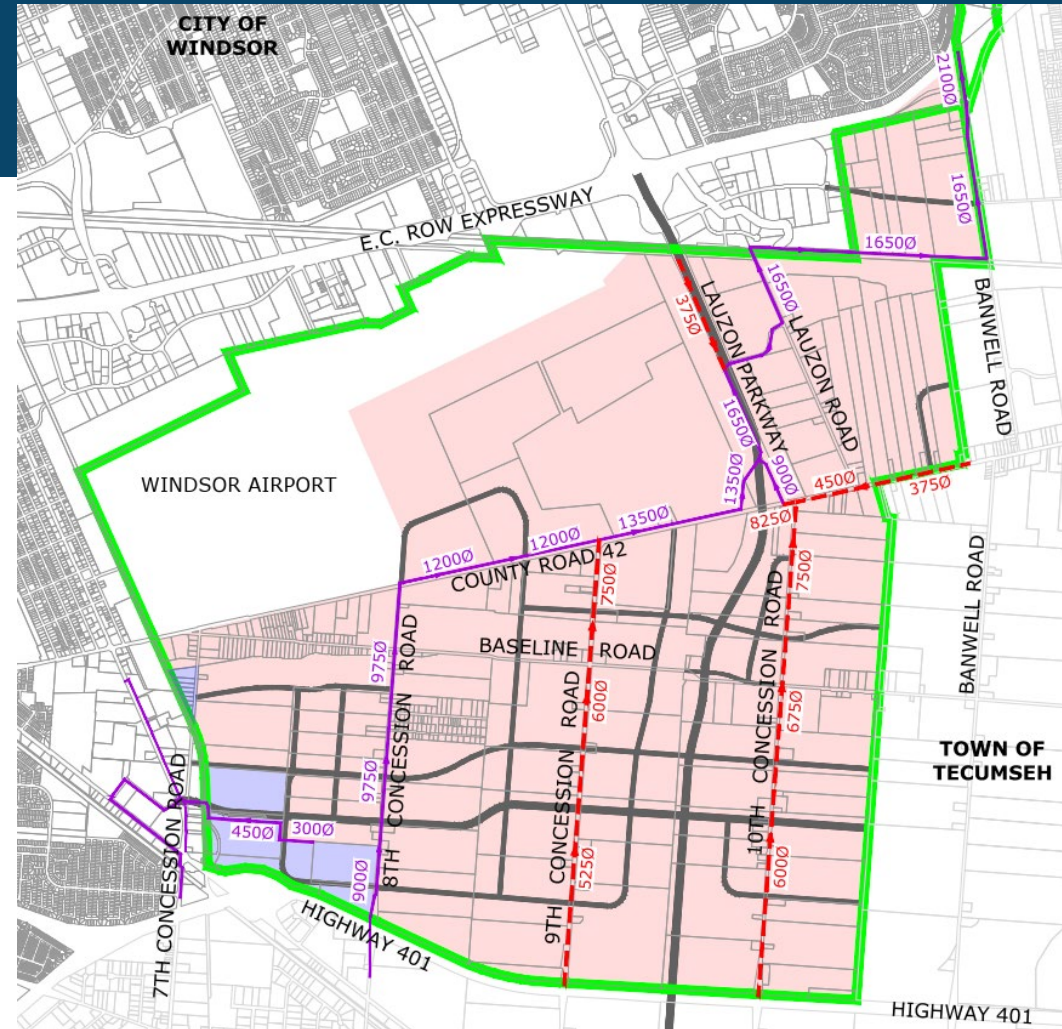 CITY OF
WINDSOR
2100Ø
1650Ø
E.C. ROW EXPRESSWAY
1650Ø
1650Ø
375Ø
LAUZON PARKWAY
LAUZON ROAD
BANWELL ROAD
1650Ø
1350Ø
900Ø
450Ø
375Ø
825Ø
WINDSOR AIRPORT
1350Ø
1200Ø
1200Ø
COUNTY ROAD 42
750Ø
750Ø
BANWELL ROAD
975Ø
BASELINE ROAD
600Ø
675Ø
8TH CONCESSION ROAD
9TH CONCESSION ROAD
10TH CONCESSION ROAD
TOWN OF
TECUMSEH
975Ø
7TH CONCESSION ROAD
450Ø
300Ø
900Ø
525Ø
600Ø
HIGHWAY 401
HIGHWAY 401